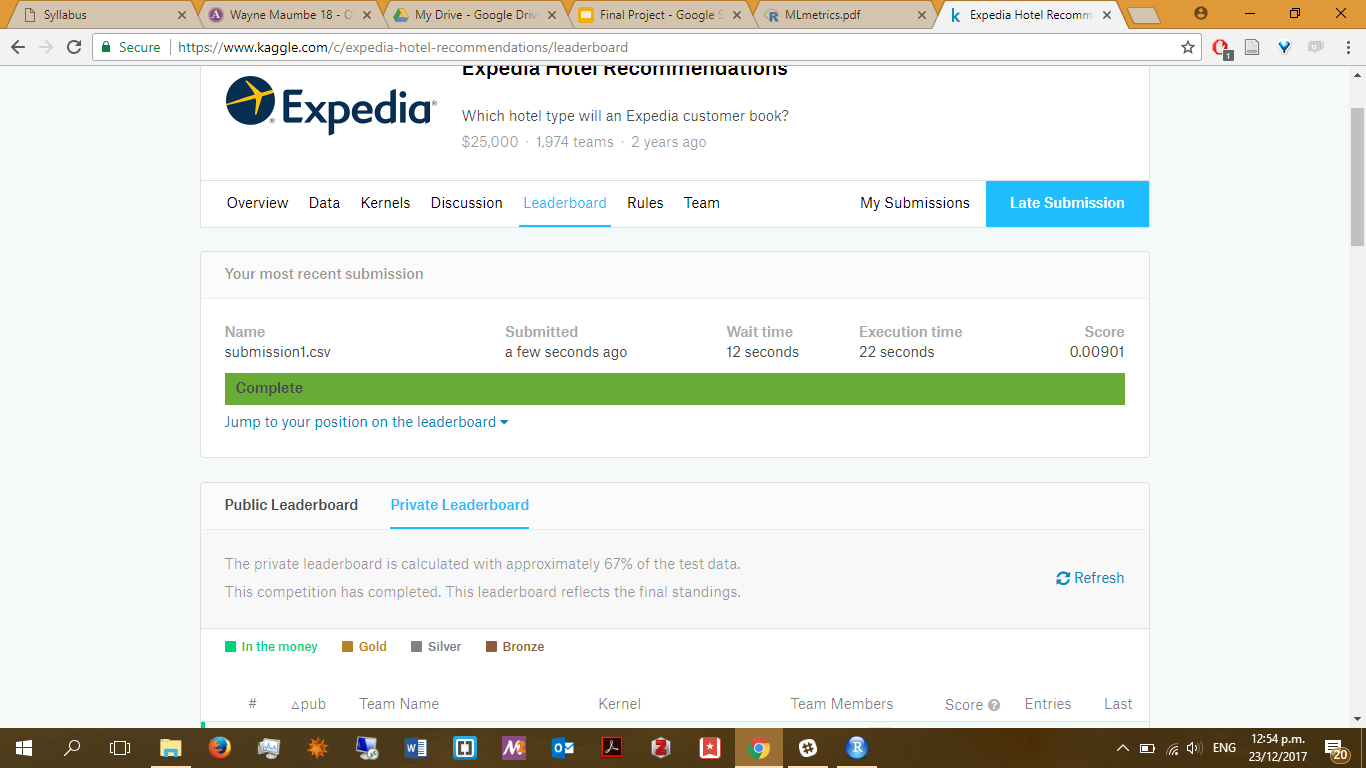 Syllabus
Wayne Maumbe 18 - O
My Drive - Google Driv
Final Project - Google S
MLmetrics.pdf
Expedia Hotel Recomm
Secure
https://www.kaggle.com/c/expedia-hotel-recommendations/leaderboard
1
Expedia Hotel Recommendations
Expedia®
Which hotel type will an Expedia customer book?
$25,000 · 1,974 teams · 2 years ago
Overview Data Kernels Discussion Leaderboard Rules Team My Submissions Late Submission
Your most recent submission
Name Submitted Wait time Execution time Score
submission1.csv a few seconds ago 12 seconds 22 seconds 0.00901
Complete
Jump to your position on the leaderboard
Public Leaderboard Private Leaderboard
The private leaderboard is calculated with approximately 67% of the test data.
This competition has completed. This leaderboard reflects the final standings.
Refresh
In the money Gold Silver Bronze
# △pub Team Name Kernel Team Members Score ? Entries Last
ENG
12:54 p.m.
23/12/2017
20